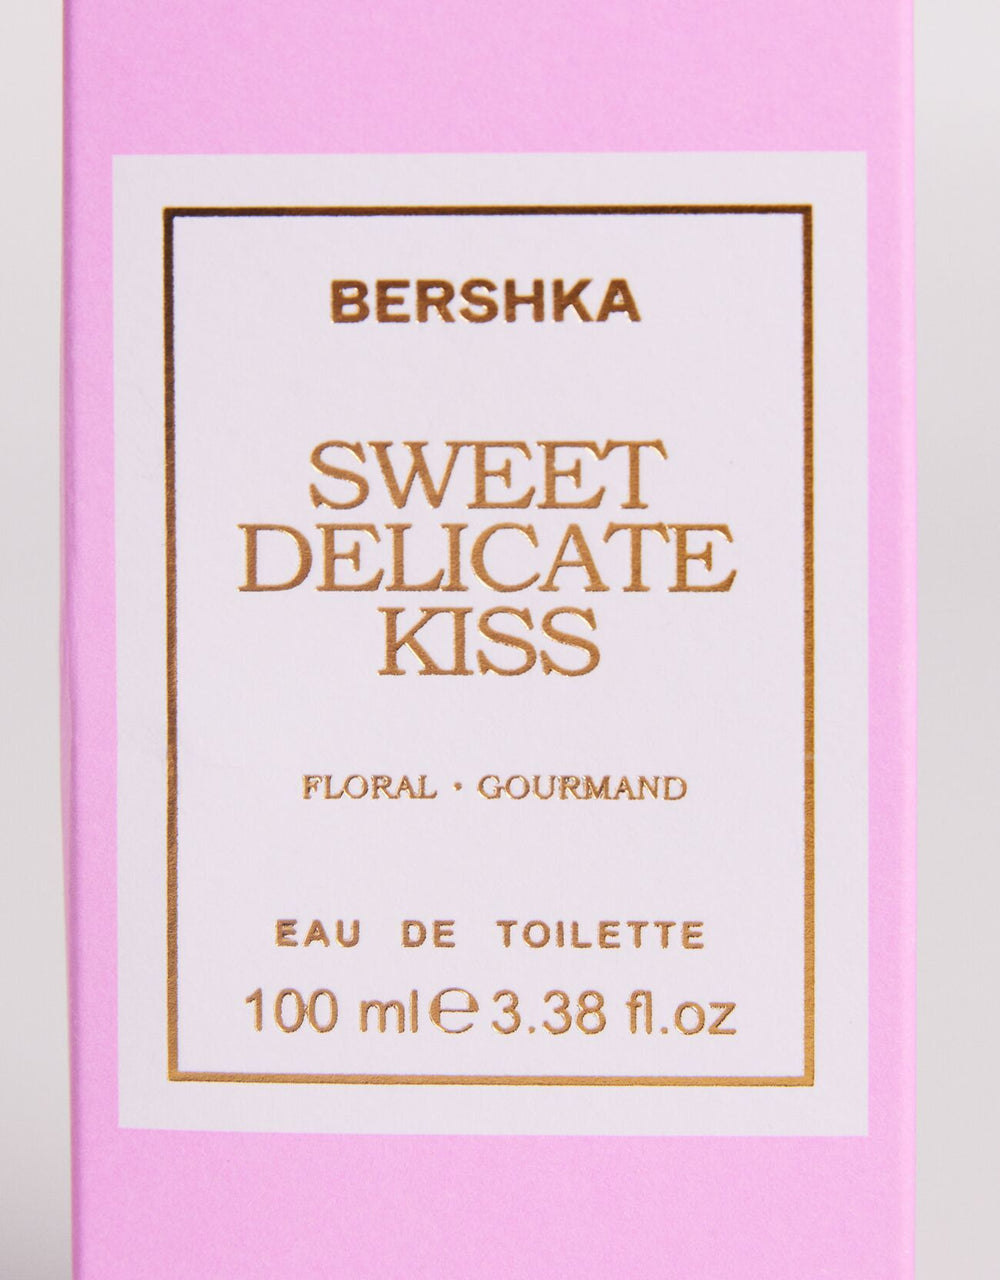 BERSHKA
SWEET
DELICATE
KISS
FLORAL · GOURMAND
EAU DE TOILETTE
100 ml ℮ 3.38 fl.oz